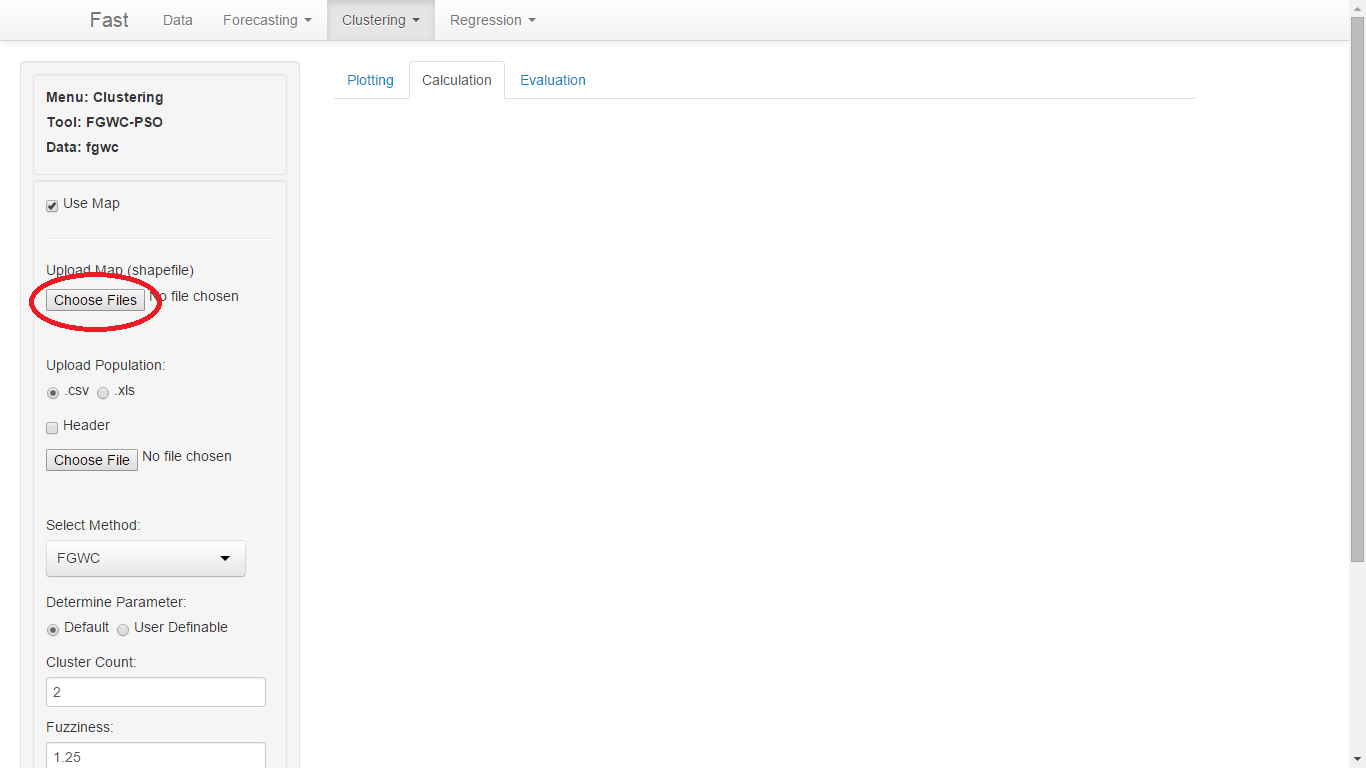 Fast Data Forecasting Clustering Regression
Menu: Clustering
Tool: FGWC-PSO
Data: fgwc
Use Map
Upload Map (shapefile)
Choose Files No file chosen
Upload Population:
.csv .xls
Header
Choose File No file chosen
Select Method:
FGWC
Determine Parameter:
Default User Definable
Cluster Count:
2
Fuzziness:
1.25
Plotting Calculation Evaluation